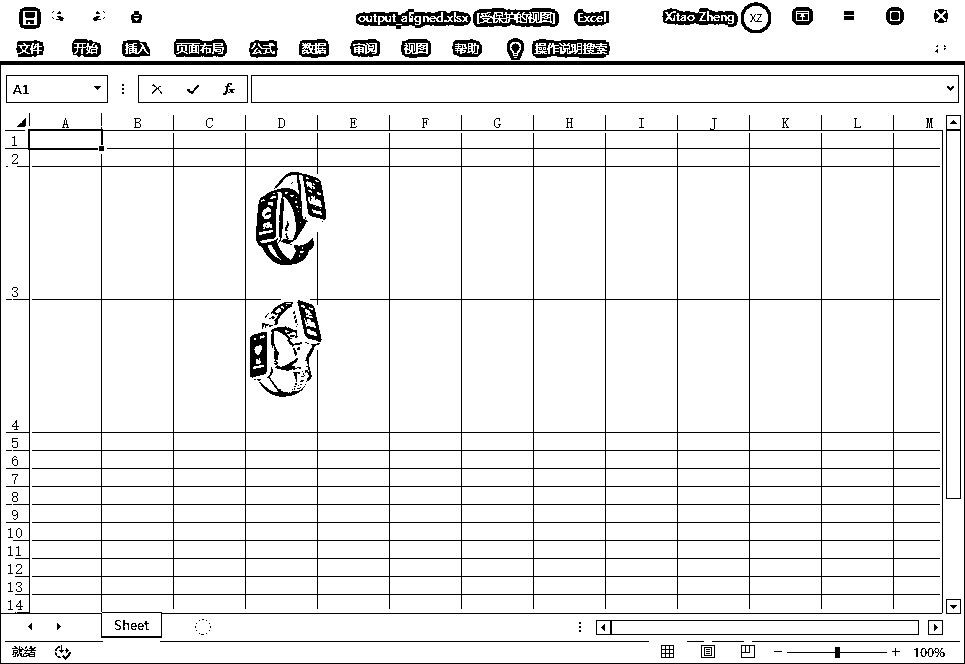 output_aligned.xlsx [受保护的视图] Excel Xitao Zheng XZ
文件 开始 插入 页面布局 公式 数据 审阅 视图 帮助 操作说明搜索
A1 fx
A B C D E F G H I J K L M
1
2
3
4
5
6
7
8
9
10
11
12
13
14
Sheet
就绪 100%